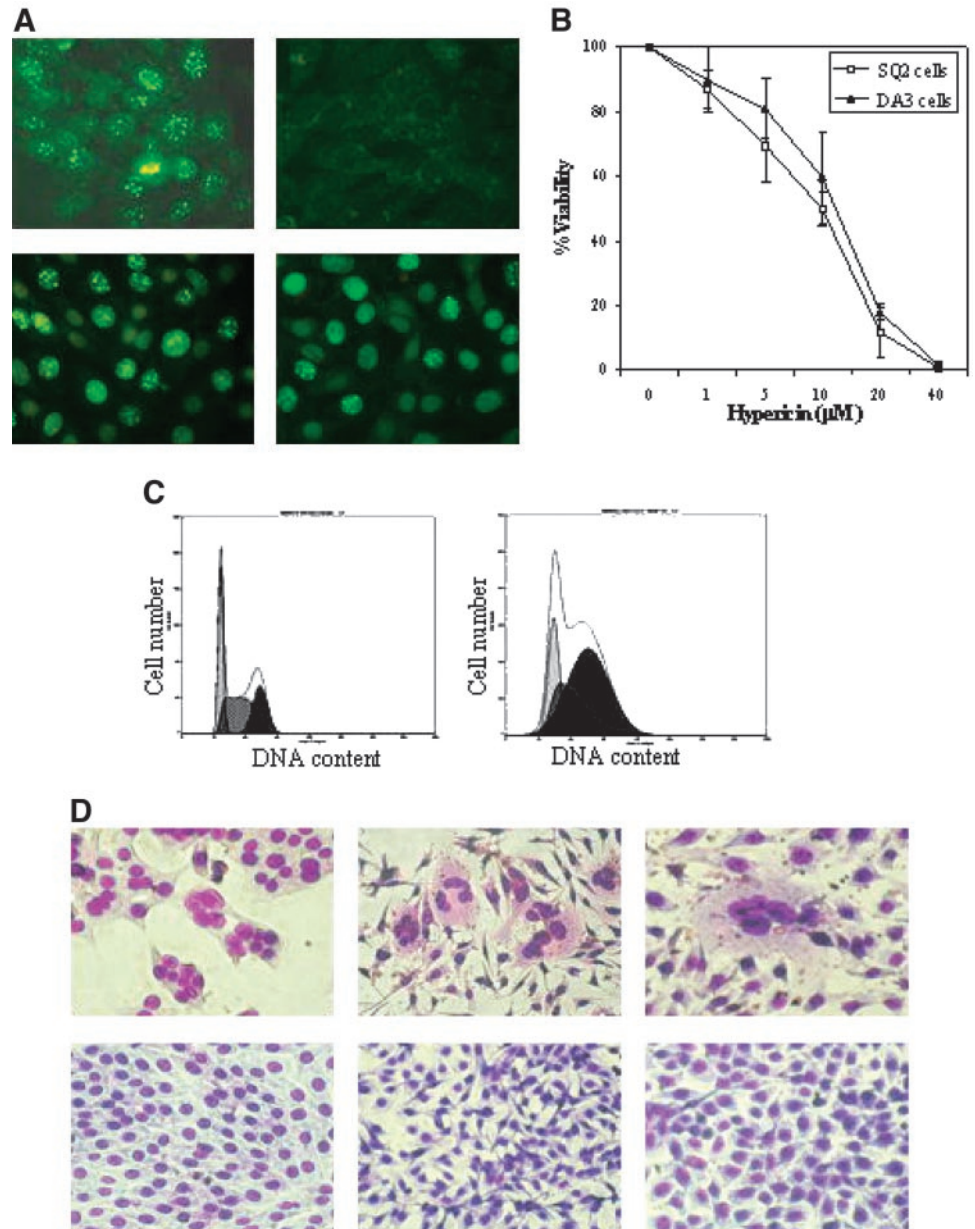 A
B
100
80
60
40
20
0
% Viability
SQ2 cells
DA3 cells
0 1 5 10 20 40
Hypericin (µM)
C
Cell number
DNA content
Cell number
DNA content
D